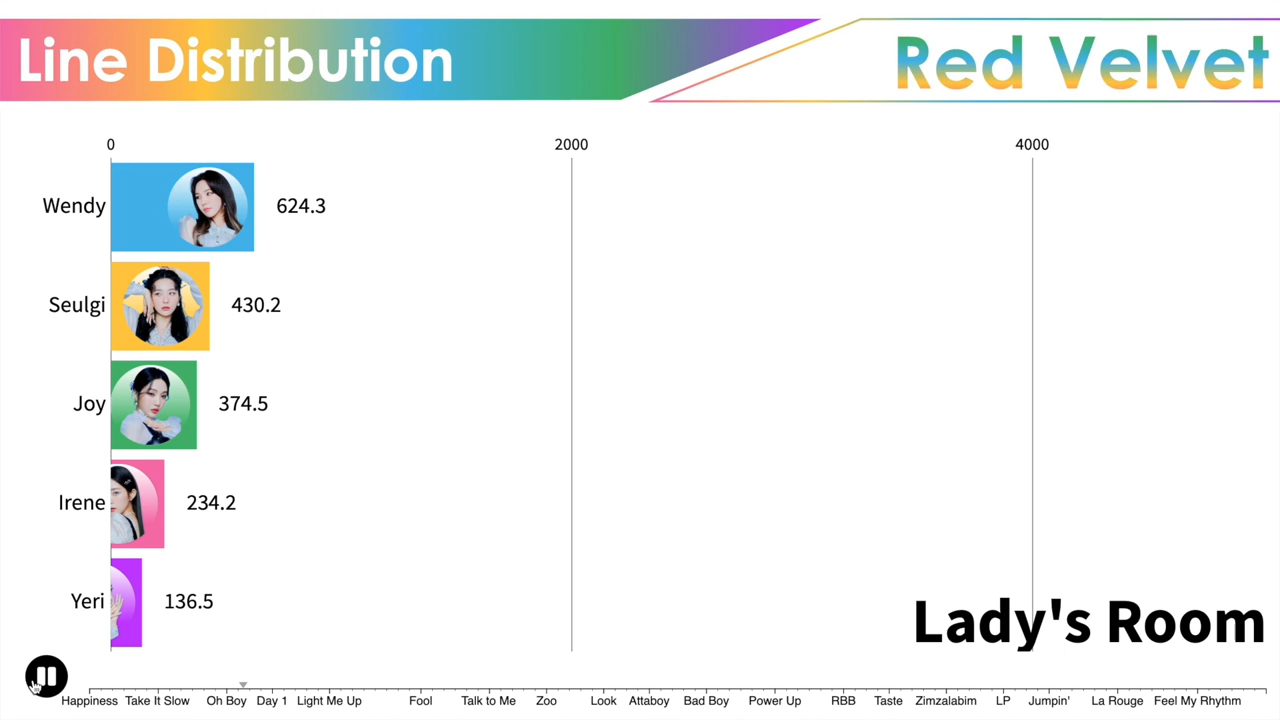 Line Distribution
Red Velvet
0 2000 4000
Wendy 624.3
Seulgi 430.2
Joy 374.5
Irene 234.2
Yeri 136.5
Lady's Room
Happiness Take It Slow Oh Boy Day 1 Light Me Up Fool Talk to Me Zoo Look Attaboy Bad Boy Power Up RBB Taste Zimzalabim LP Jumpin' La Rouge Feel My Rhythm